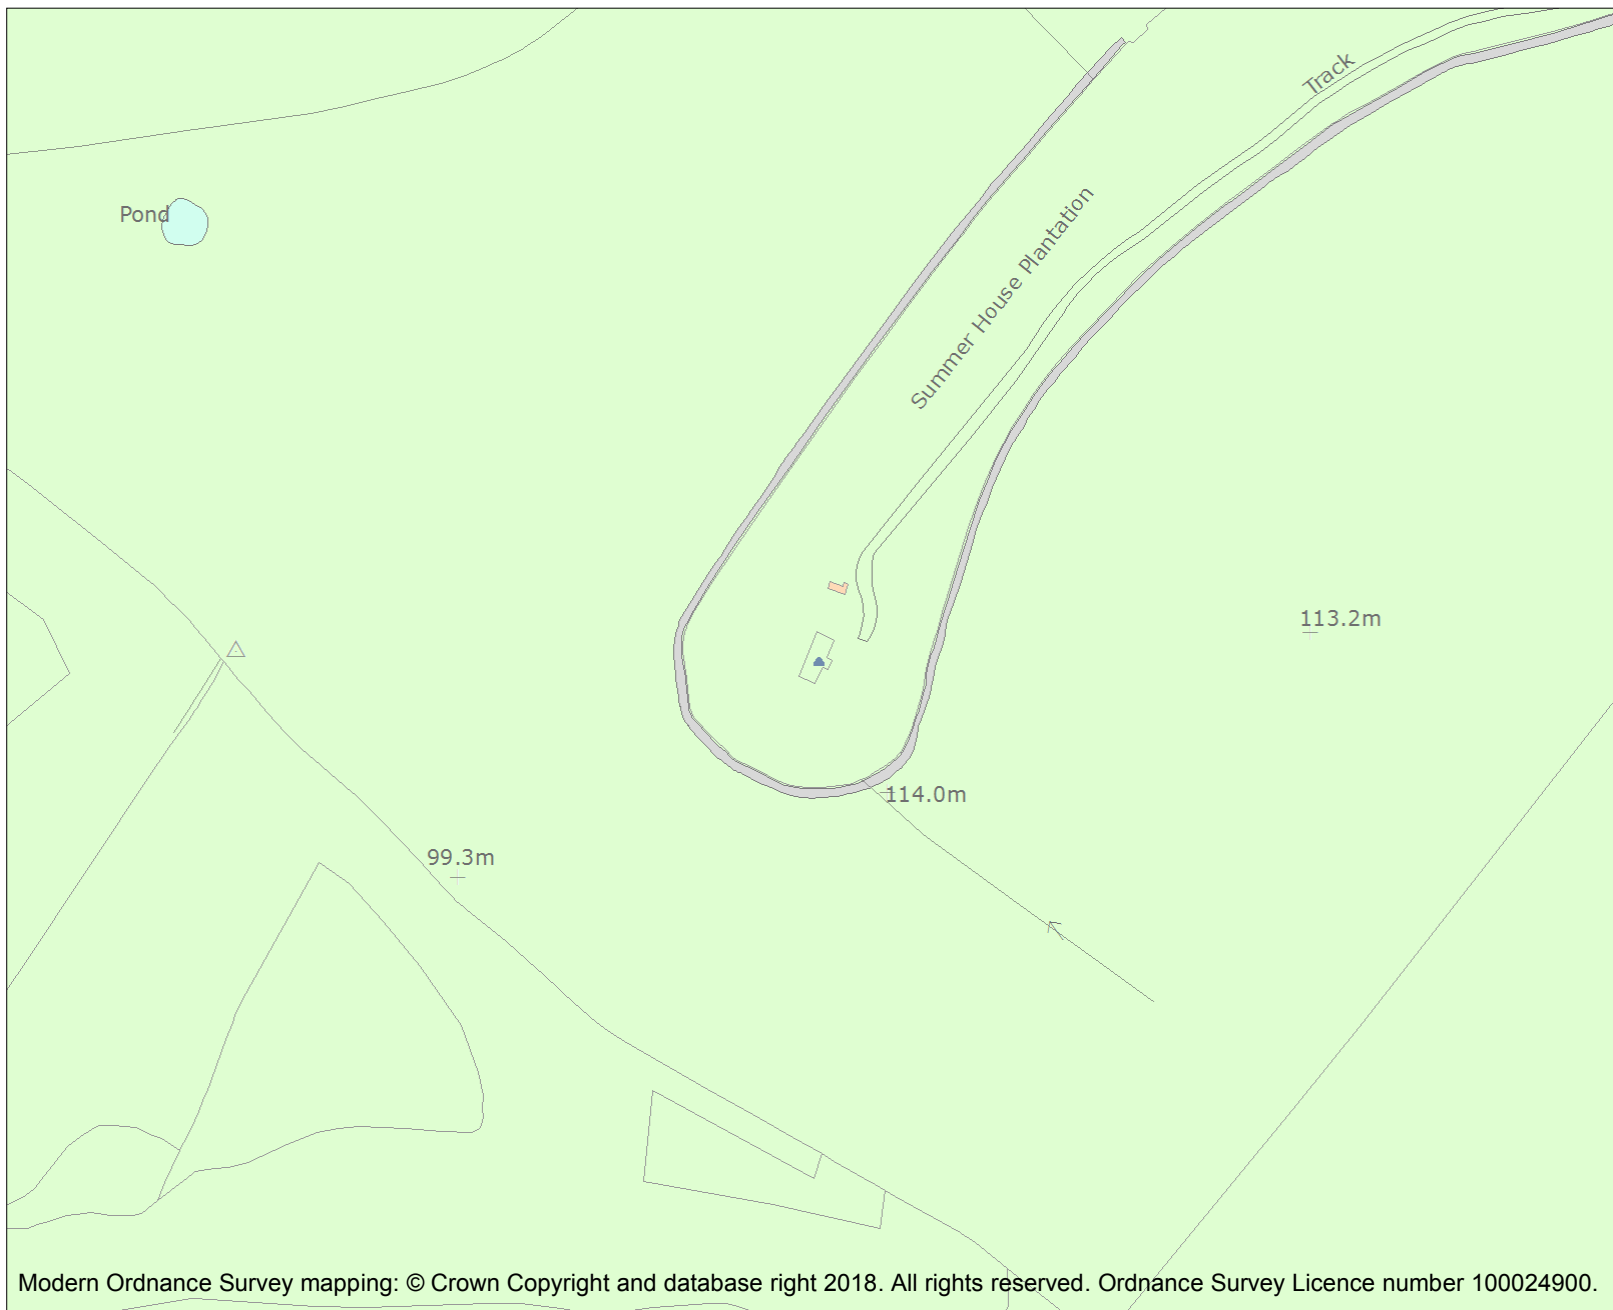 Track
Pond
Summer House Plantation
113.2m
114.0m
99.3m
Modern Ordnance Survey mapping: © Crown Copyright and database right 2018. All rights reserved. Ordnance Survey Licence number 100024900.